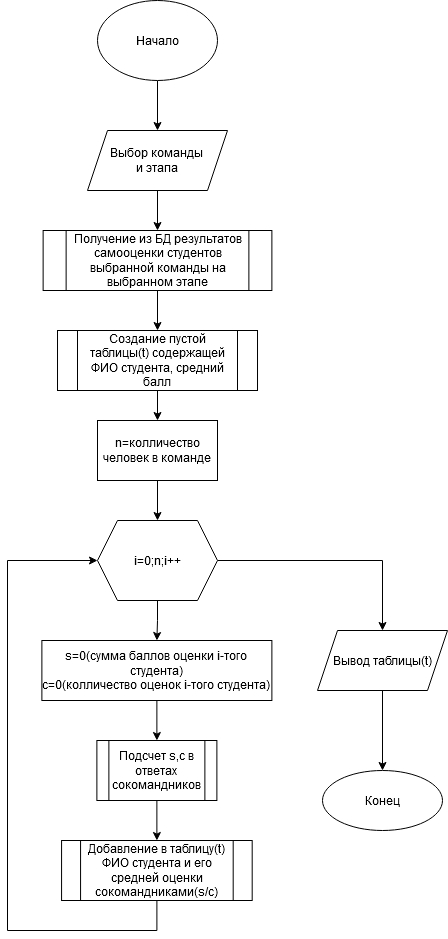 Начало
Выбор команды
и этапа
Получение из БД результатов
самооценки студентов
выбранной команды на
выбранном этапе
Создание пустой
таблицы(t) содержащей
ФИО студента, средний
балл
n=колличество
человек в команде
i=0;n;i++
s=0(сумма баллов оценки i-того
студента)
c=0(колличество оценок i-того студента)
Подсчет s,c в
ответах
сокомандников
Добавление в таблицу(t)
ФИО студента и его
средней оценки
сокомандниками(s/c)
Вывод таблицы(t)
Конец